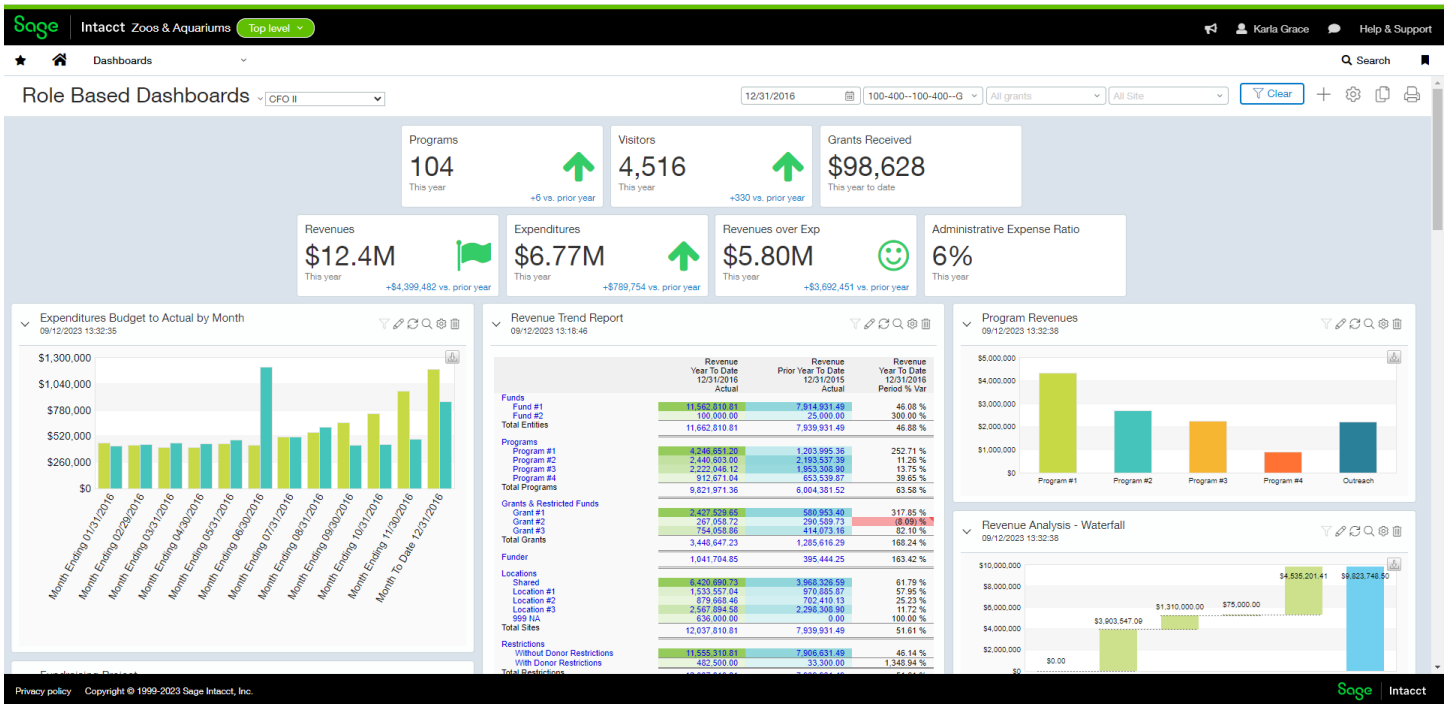 Sage Intacct Zoos & Aquariums Top level
Karla Grace Help & Support
Dashboards
Search
Role Based Dashboards CFO II
12/31/2016 100-400--100-400--G All grants All Site Clear
Programs
104
This year
+6 vs. prior year
Visitors
4,516
This year
+330 vs. prior year
Grants Received
$98,628
This year to date
Revenues
$12.4M
This year
+$4,399,482 vs. prior year
Expenditures
$6.77M
This year
+$789,754 vs. prior year
Revenues over Exp
$5.80M
This year
+$3,692,451 vs. prior year
Administrative Expense Ratio
6%
This year
Expenditures Budget to Actual by Month
09/12/2023 13:32:35
$1,300,000
$1,040,000
$780,000
$520,000
$260,000
$0
Month Ending 01/31/2016
Month Ending 02/29/2016
Month Ending 03/31/2016
Month Ending 04/30/2016
Month Ending 05/31/2016
Month Ending 06/30/2016
Month Ending 07/31/2016
Month Ending 08/31/2016
Month Ending 09/30/2016
Month Ending 10/31/2016
Month Ending 11/30/2016
Month To Date 12/31/2016
Revenue Trend Report
09/12/2023 13:18:46
Revenue Revenue Revenue
Year To Date Prior Year To Date Year To Date
12/31/2016 12/31/2015 12/31/2016
Actual Actual Period % Var
Funds
Fund #1 11,562,810.81 7,914,931.49 46.08 %
Fund #2 100,000.00 25,000.00 300.00 %
Total Entities 11,662,810.81 7,939,931.49 46.88 %
Programs
Program #1 4,246,651.20 1,203,995.36 252.71 %
Program #2 2,440,603.00 2,193,537.39 11.26 %
Program #3 2,222,046.12 1,953,308.90 13.75 %
Program #4 912,671.04 653,539.87 39.65 %
Total Programs 9,821,971.36 6,004,381.52 63.58 %
Grants & Restricted Funds
Grant #1 2,427,529.65 580,953.40 317.85 %
Grant #2 267,058.72 290,589.73 (8.09) %
Grant #3 754,058.86 414,073.16 82.10 %
Total Grants 3,448,647.23 1,285,616.29 168.24 %
Funder 1,041,704.85 395,444.25 163.42 %
Locations
Shared 6,420,690.73 3,968,326.59 61.79 %
Location #1 1,533,557.04 970,885.87 57.95 %
Location #2 879,668.46 702,410.13 25.23 %
Location #3 2,567,894.58 2,298,308.90 11.72 %
999 NA 636,000.00 0.00 100.00 %
Total Sites 12,037,810.81 7,939,931.49 51.61 %
Restrictions
Without Donor Restrictions 11,555,310.81 7,906,631.49 46.14 %
With Donor Restrictions 482,500.00 33,300.00 1,348.94 %
Total Restrictions
Program Revenues
09/12/2023 13:32:38
$5,000,000
$4,000,000
$3,000,000
$2,000,000
$1,000,000
$0
Program #1 Program #2 Program #3 Program #4 Outreach
Revenue Analysis - Waterfall
09/12/2023 13:32:38
$10,000,000
$8,000,000
$6,000,000
$4,000,000
$2,000,000
$0
$0.00
$3,903,547.09
$1,310,000.00
$75,000.00
$4,535,201.41
$9,823,748.50
Privacy policy Copyright © 1999-2023 Sage Intacct, Inc.
Sage Intacct